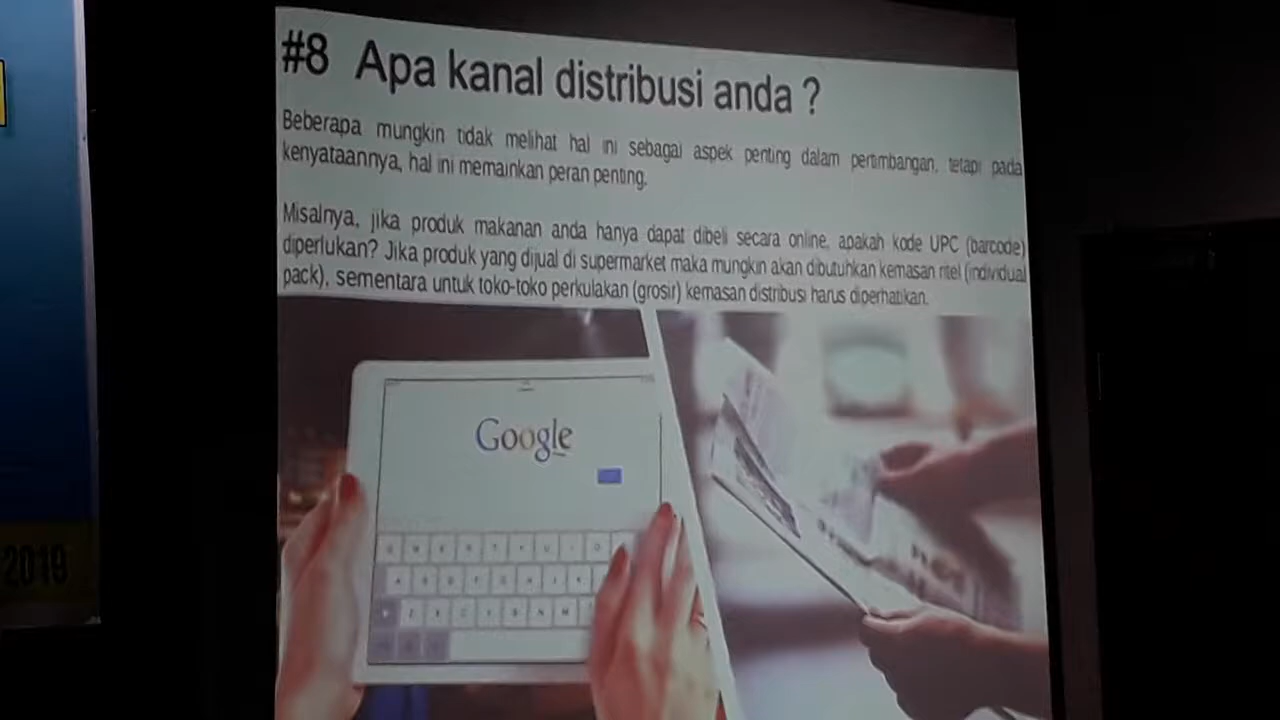 #8 Apa kanal distribusi anda ?
Beberapa mungkin tidak melihat hal ini sebagai aspek penting dalam pertimbangan, tetapi pada
kenyataannya, hal ini memainkan peran penting.
Misalnya, jika produk makanan anda hanya dapat dibeli secara online, apakah kode UPC (barcode)
diperlukan? Jika produk yang dijual di supermarket maka mungkin akan dibutuhkan kemasan ritel (individual
pack), sementara untuk toko-toko perkulakan (grosir) kemasan distribusi harus diperhatikan.
Google
2019